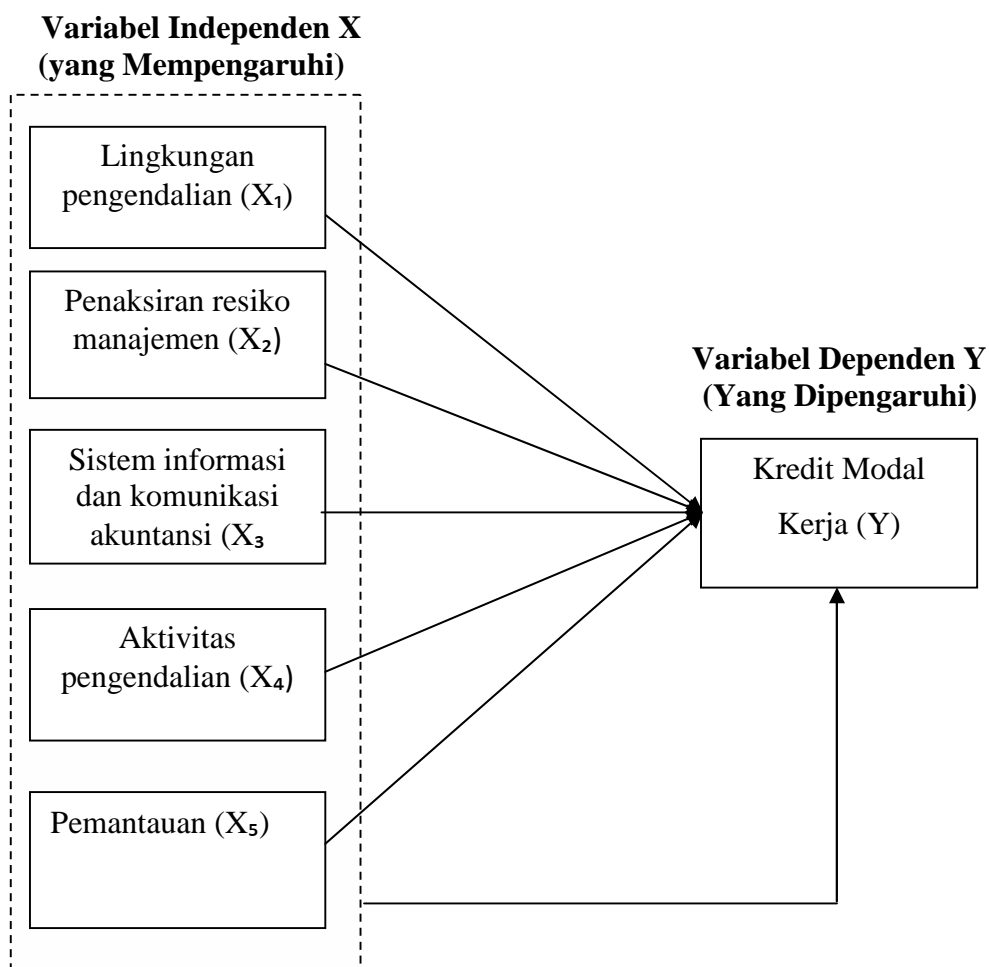 Variabel Independen X
(yang Mempengaruhi)
Lingkungan
pengendalian (X₁)
Penaksiran resiko
manajemen (X₂)
Sistem informasi
dan komunikasi
akuntansi (X₃
Aktivitas
pengendalian (X₄)
Pemantauan (X₅)
Variabel Dependen Y
(Yang Dipengaruhi)
Kredit Modal
Kerja (Y)